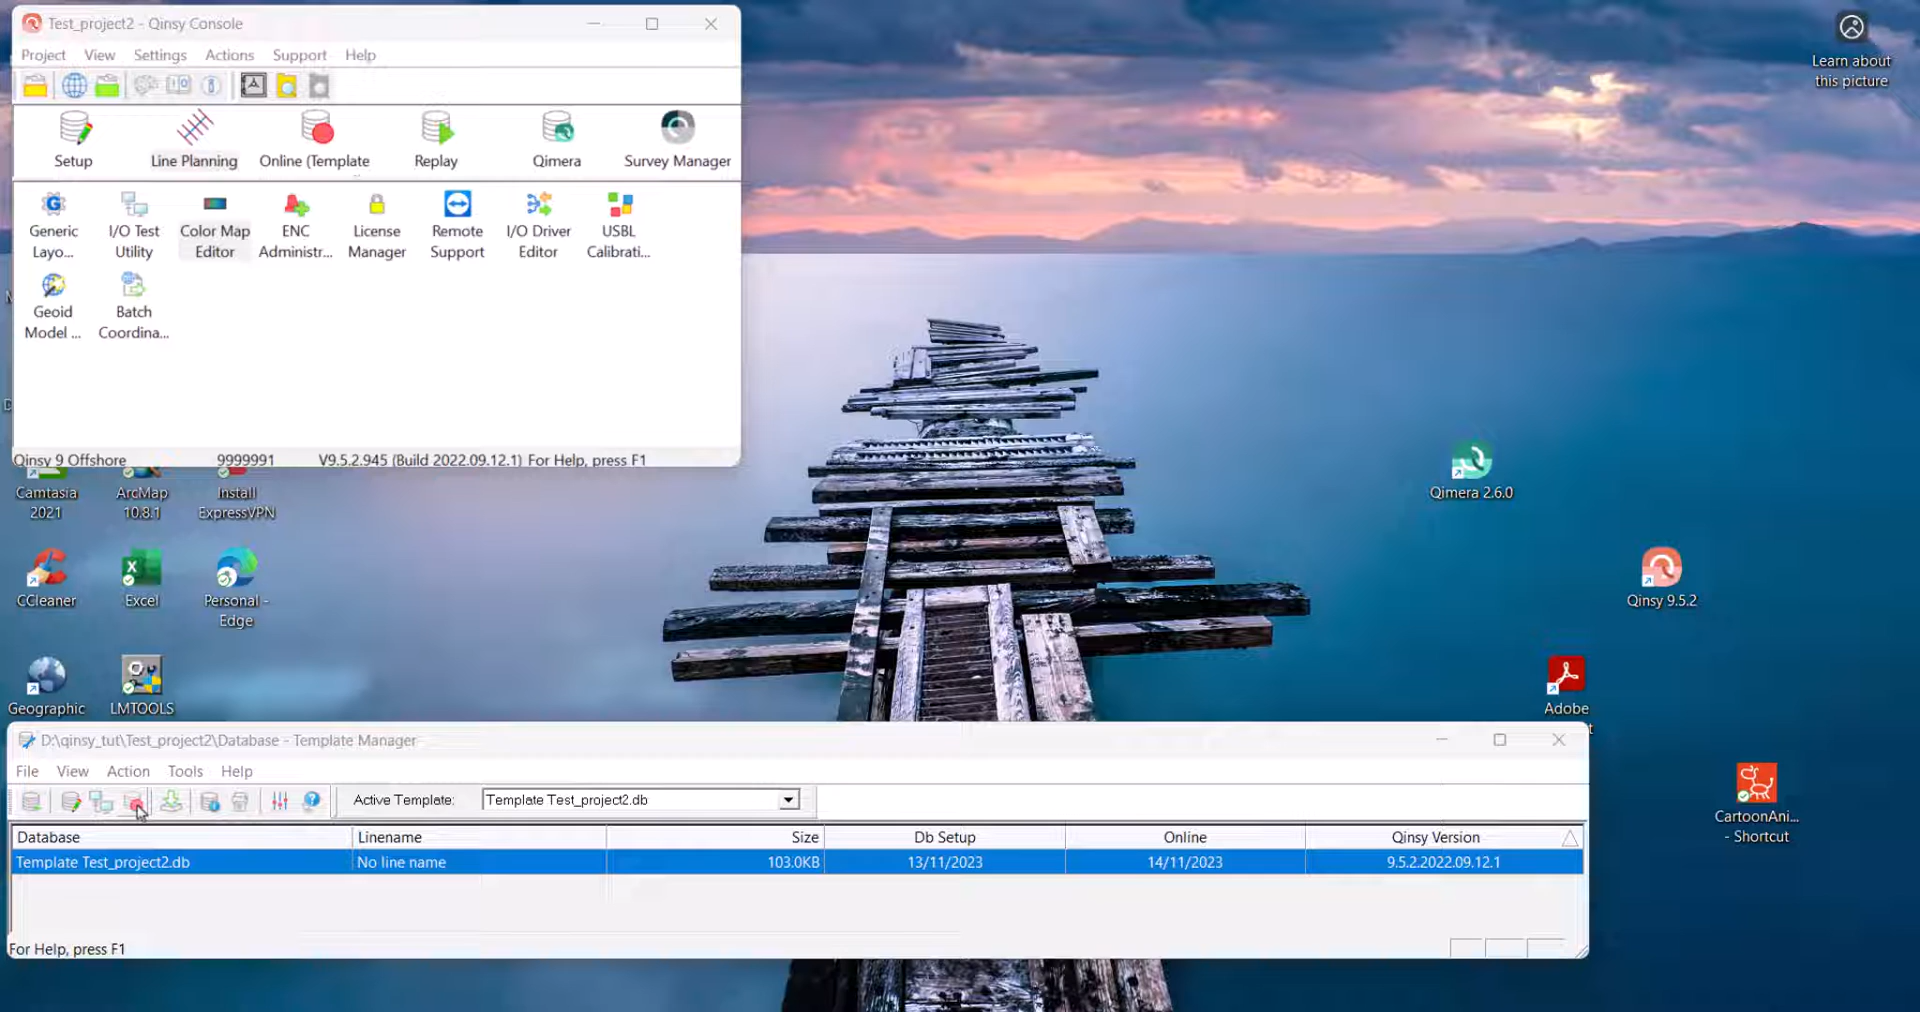 Test_project2 - Qinsy Console
Project View Settings Actions Support Help
Setup Line Planning Online (Template Replay Qimera Survey Manager
Generic Layo... I/O Test Utility Color Map Editor ENC Administr... License Manager Remote Support I/O Driver Editor USBL Calibrati...
Geoid Model ... Batch Coordina...
Qinsy 9 Offshore 9999991 V9.5.2.945 (Build 2022.09.12.1) For Help, press F1
Learn about
this picture
Camtasia
2021
ArcMap
10.8.1
Install
ExpressVPN
Qimera 2.6.0
CCleaner
Excel
Personal -
Edge
Qinsy 9.5.2
Geographic
LMTOOLS
Adobe
D:\qinsy_tut\Test_project2\Database - Template Manager
File View Action Tools Help
Active Template: Template Test_project2.db
Database Linename Size Db Setup Online Qinsy Version
Template Test_project2.db No line name 103.0KB 13/11/2023 14/11/2023 9.5.2.2022.09.12.1
For Help, press F1
CartoonAni...
- Shortcut